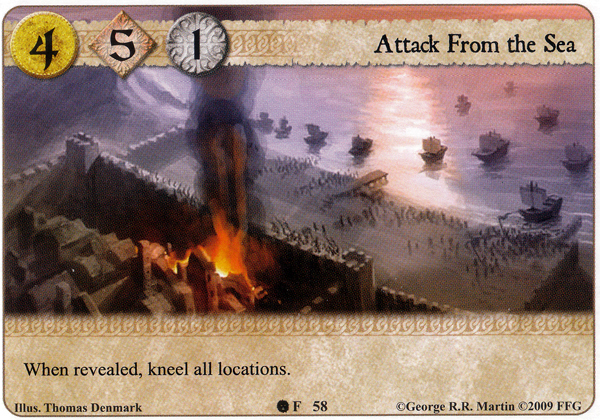 4 5 1 Attack From the Sea
When revealed, kneel all locations.
Illus. Thomas Denmark F 58 ©George R.R. Martin ©2009 FFG